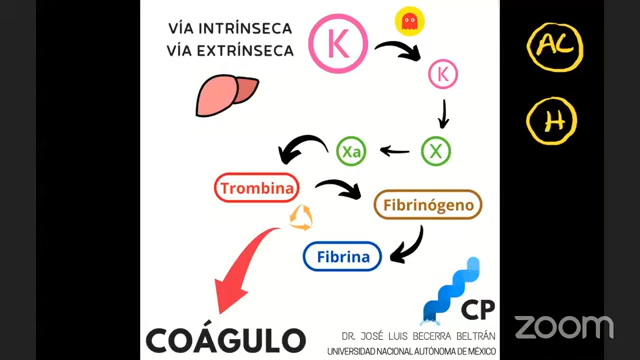 VÍA INTRÍNSECA
VÍA EXTRÍNSECA
K
K
AC
H
Xa
X
Trombina
Fibrinógeno
Fibrina
CP
COÁGULO
DR. JOSÉ LUIS BECERRA BELTRÁN
UNIVERSIDAD NACIONAL AUTÓNOMA DE MÉXICO
zoom